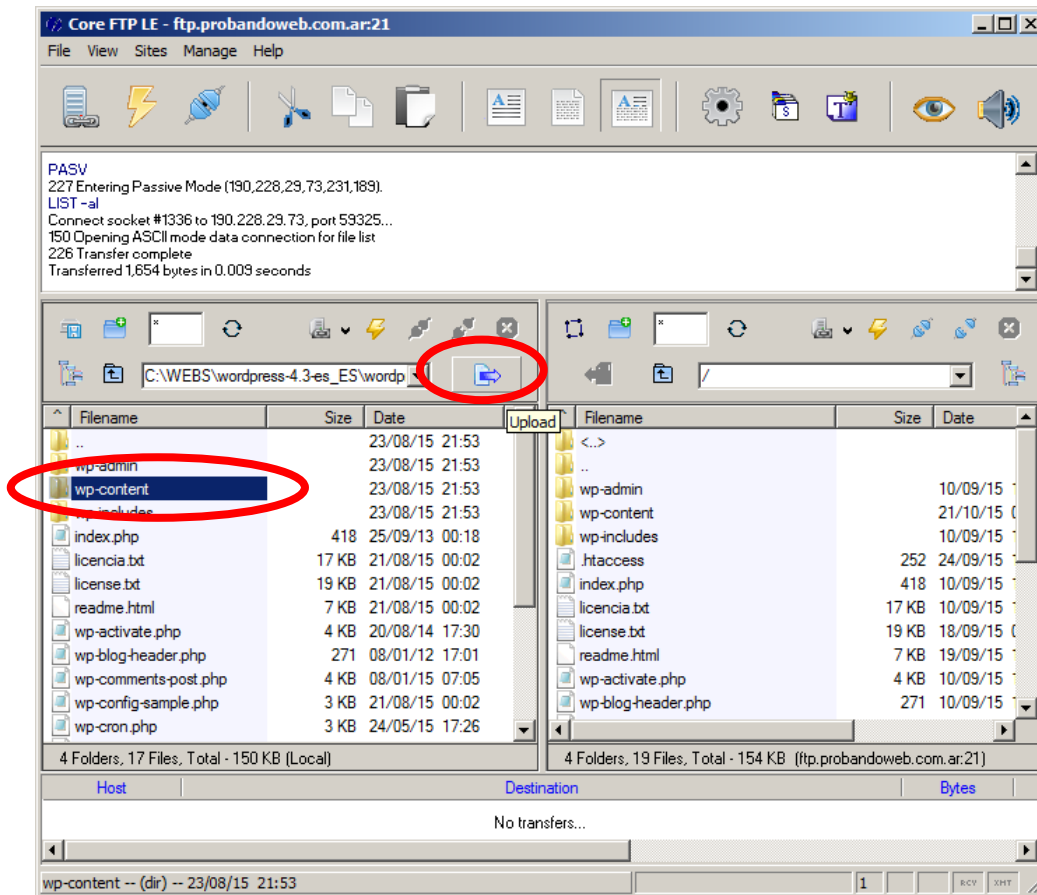 Core FTP LE - ftp.probandoweb.com.ar:21
File View Sites Manage Help
PASV
227 Entering Passive Mode (190,228,29,73,231,189).
LIST -al
Connect socket #1336 to 190.228.29.73, port 59325...
150 Opening ASCII mode data connection for file list
226 Transfer complete
Transferred 1,654 bytes in 0.009 seconds
* *
C:\WEBS\wordpress-4.3-es_ES\wordp /
^ Filename Size Date Upload Filename Size Date
.. 23/08/15 21:53 <..>
wp-admin 23/08/15 21:53 ..
wp-content 23/08/15 21:53 wp-admin 10/09/15
wp-includes 23/08/15 21:53 wp-content 21/10/15
index.php 418 25/09/13 00:18 wp-includes 10/09/15
licencia.txt 17 KB 21/08/15 00:02 .htaccess 252 24/09/15
license.txt 19 KB 21/08/15 00:02 index.php 418 10/09/15
readme.html 7 KB 21/08/15 00:02 licencia.txt 17 KB 10/09/15
wp-activate.php 4 KB 20/08/14 17:30 license.txt 19 KB 18/09/15
wp-blog-header.php 271 08/01/12 17:01 readme.html 7 KB 19/09/15
wp-comments-post.php 4 KB 08/01/15 07:05 wp-activate.php 4 KB 10/09/15
wp-config-sample.php 3 KB 21/08/15 00:02 wp-blog-header.php 271 10/09/15
wp-cron.php 3 KB 24/05/15 17:26
4 Folders, 17 Files, Total - 150 KB (Local) 4 Folders, 19 Files, Total - 154 KB (ftp.probandoweb.com.ar:21)
Host Destination Bytes
No transfers...
wp-content -- (dir) -- 23/08/15 21:53 1 RCV XMT